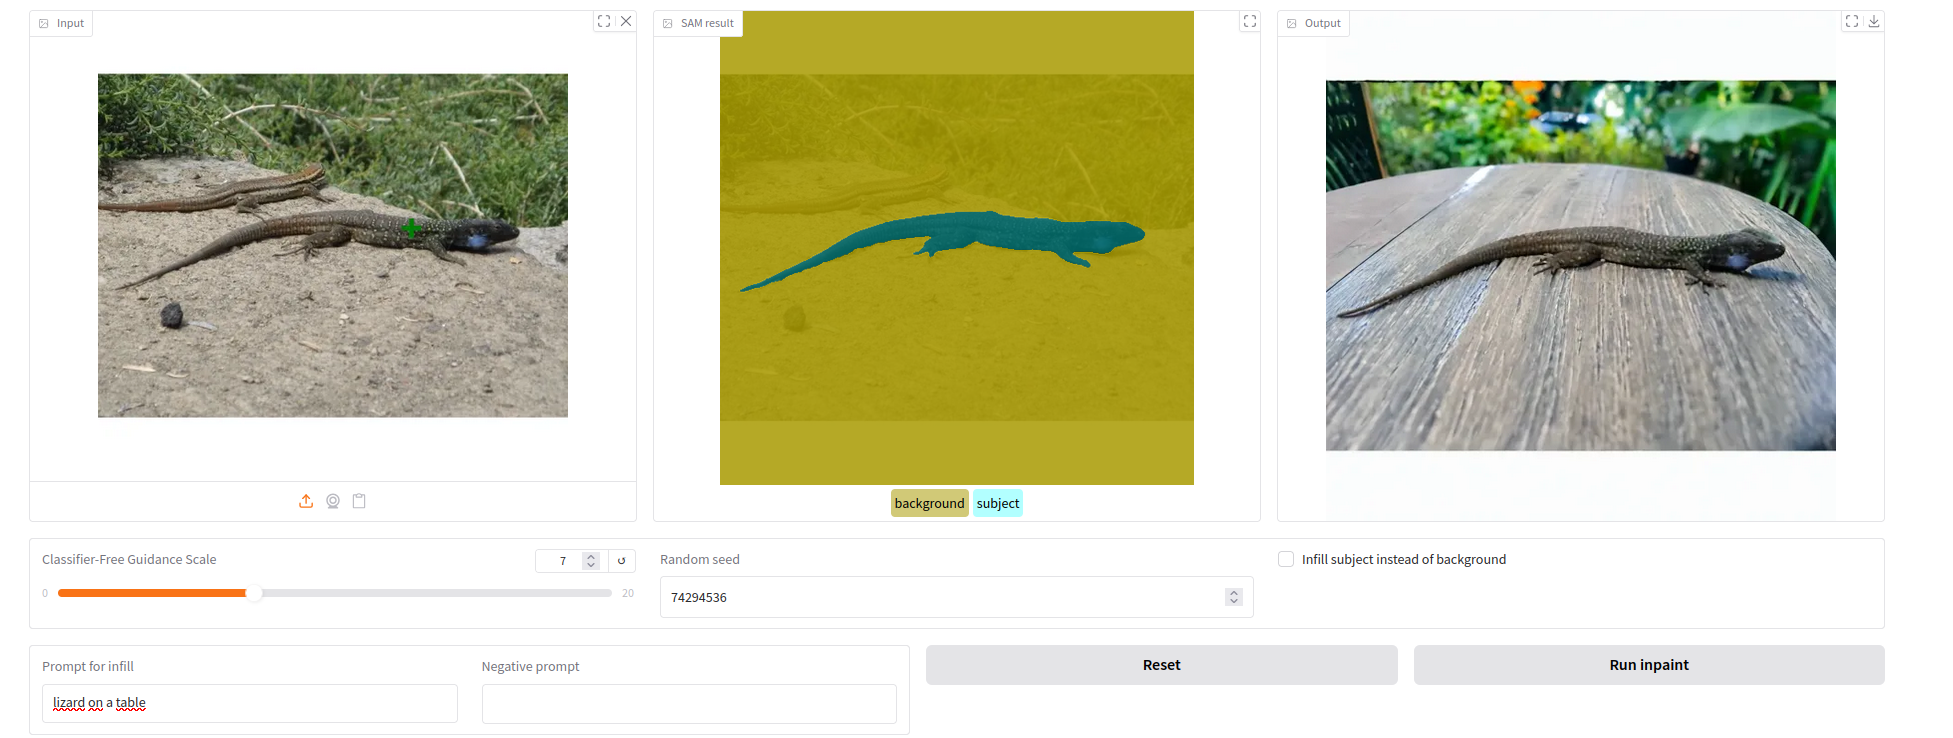 Input
SAM result
Output
background subject
Classifier-Free Guidance Scale
7
↺
0
20
Random seed
74294536
Infill subject instead of background
Prompt for infill
lizard on a table
Negative prompt
Reset
Run inpaint